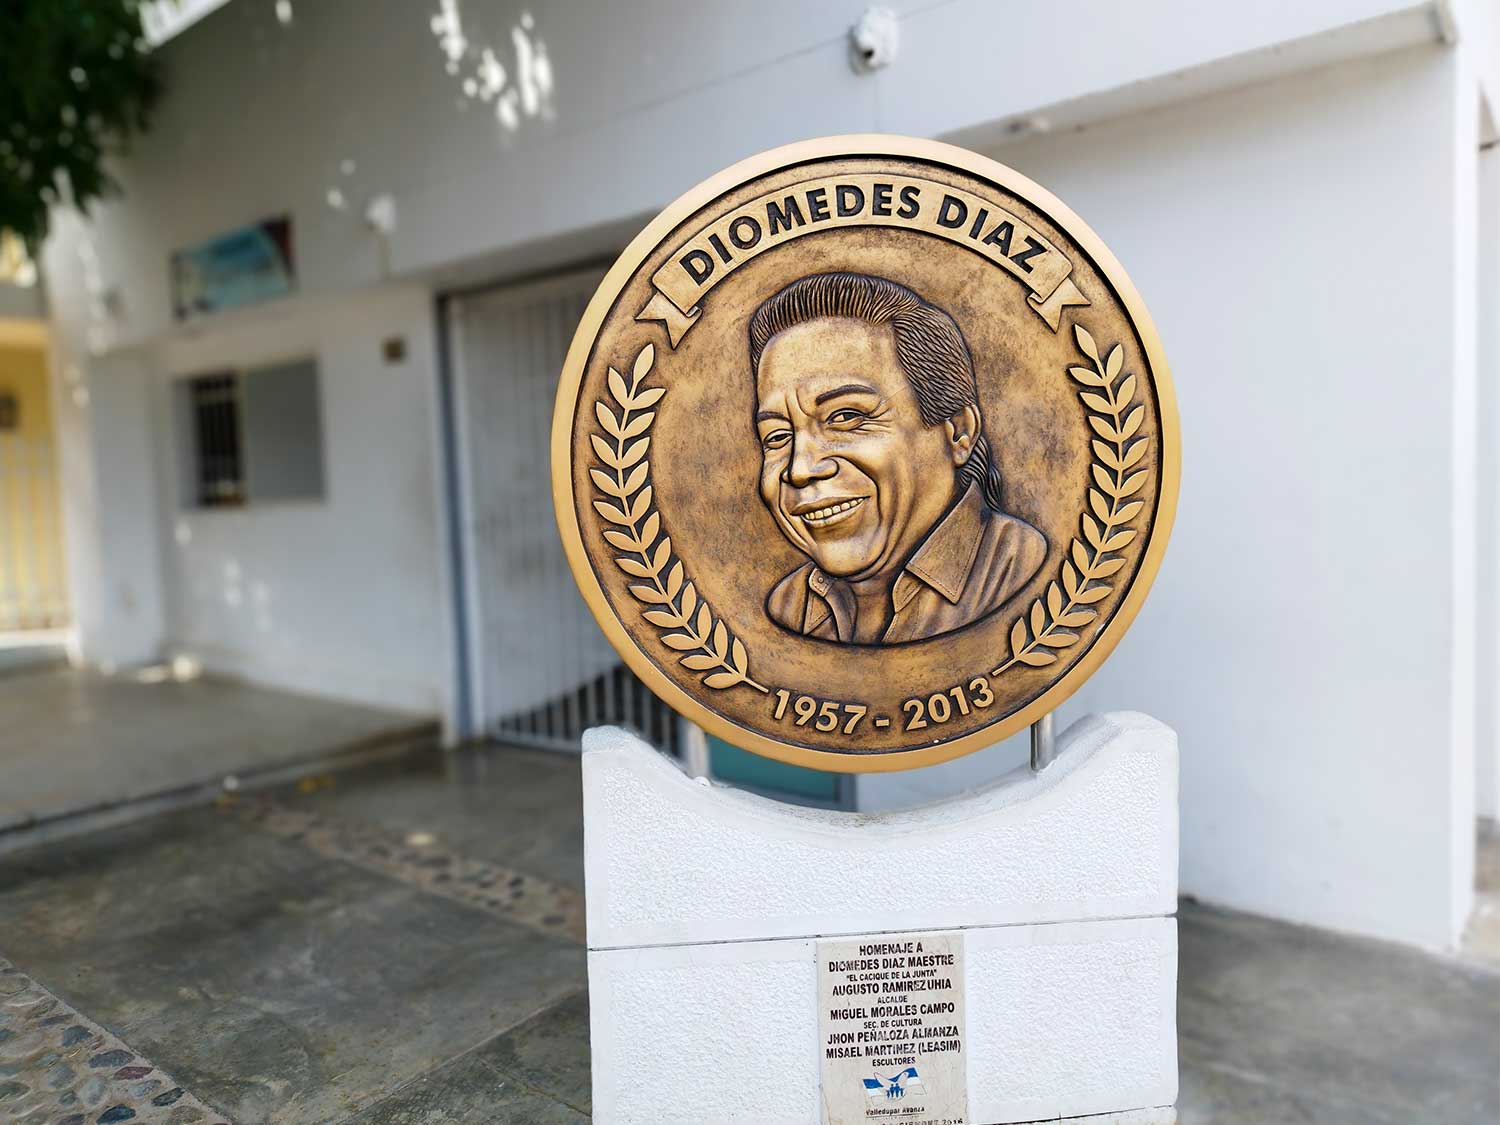 DIOMEDES DIAZ
1957 - 2013
HOMENAJE A
DIOMEDES DIAZ MAESTRE
"EL CACIQUE DE LA JUNTA"
AUGUSTO RAMIREZ UHIA
ALCALDE
MIGUEL MORALES CAMPO
SEC. DE CULTURA
JHON PEÑALOZA ALMANZA
MISAEL MARTINEZ (LEASIM)
ESCULTORES
Valledupar Avanza
2016